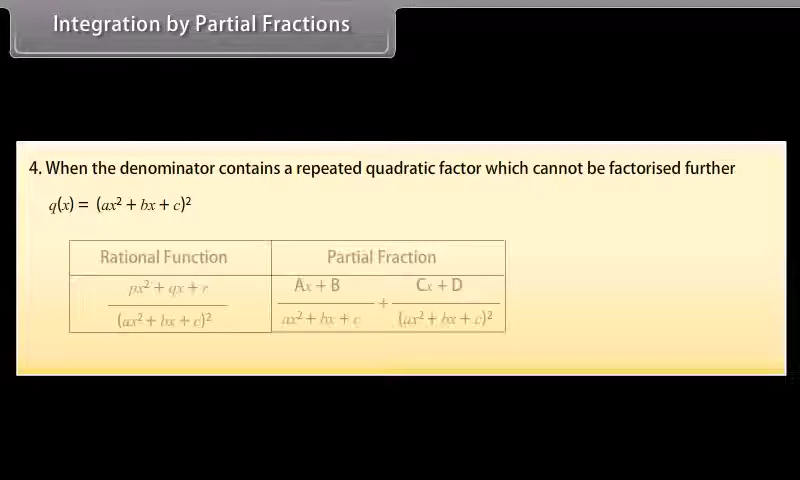 Integration by Partial Fractions
4. When the denominator contains a repeated quadratic factor which cannot be factorised further
q(x) = (ax² + bx + c)²
Rational Function Partial Fraction
px² + qx + r / (ax² + bx + c)² Ax + B / ax² + bx + c + Cx + D / (ax² + bx + c)²